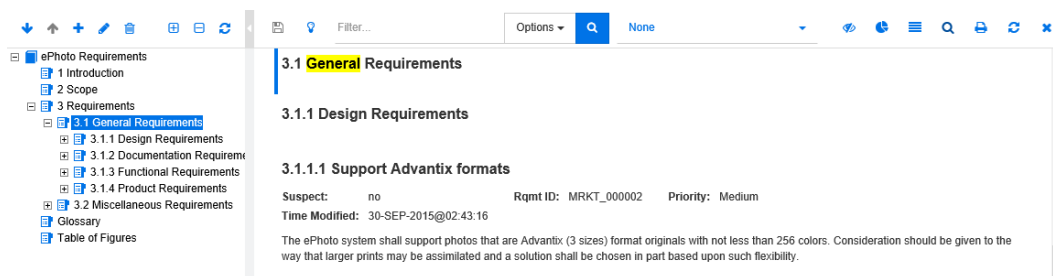 Filter...
Options
None
ePhoto Requirements
1 Introduction
2 Scope
3 Requirements
3.1 General Requirements
3.1.1 Design Requirements
3.1.2 Documentation Requireme
3.1.3 Functional Requirements
3.1.4 Product Requirements
3.2 Miscellaneous Requirements
Glossary
Table of Figures
3.1 General Requirements
3.1.1 Design Requirements
3.1.1.1 Support Advantix formats
Suspect: no Rqmt ID: MRKT_000002 Priority: Medium
Time Modified: 30-SEP-2015@02:43:16
The ePhoto system shall support photos that are Advantix (3 sizes) format originals with not less than 256 colors. Consideration should be given to the
way that larger prints may be assimilated and a solution shall be chosen in part based upon such flexibility.